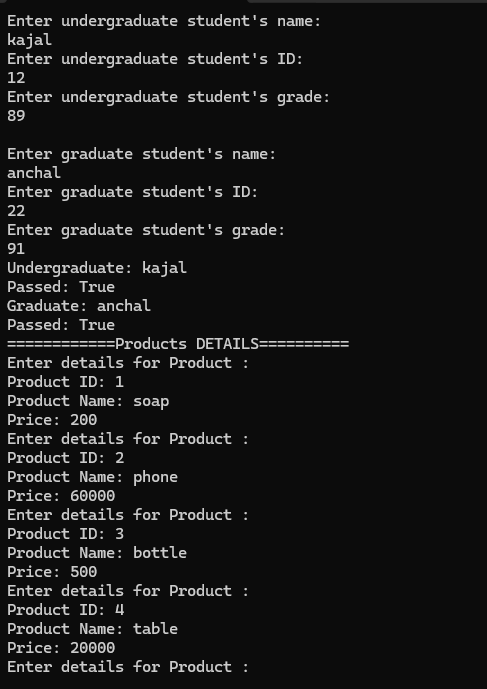 Enter undergraduate student's name:
kajal
Enter undergraduate student's ID:
12
Enter undergraduate student's grade:
89

Enter graduate student's name:
anchal
Enter graduate student's ID:
22
Enter graduate student's grade:
91
Undergraduate: kajal
Passed: True
Graduate: anchal
Passed: True
============Products DETAILS==========
Enter details for Product :
Product ID: 1
Product Name: soap
Price: 200
Enter details for Product :
Product ID: 2
Product Name: phone
Price: 60000
Enter details for Product :
Product ID: 3
Product Name: bottle
Price: 500
Enter details for Product :
Product ID: 4
Product Name: table
Price: 20000
Enter details for Product :